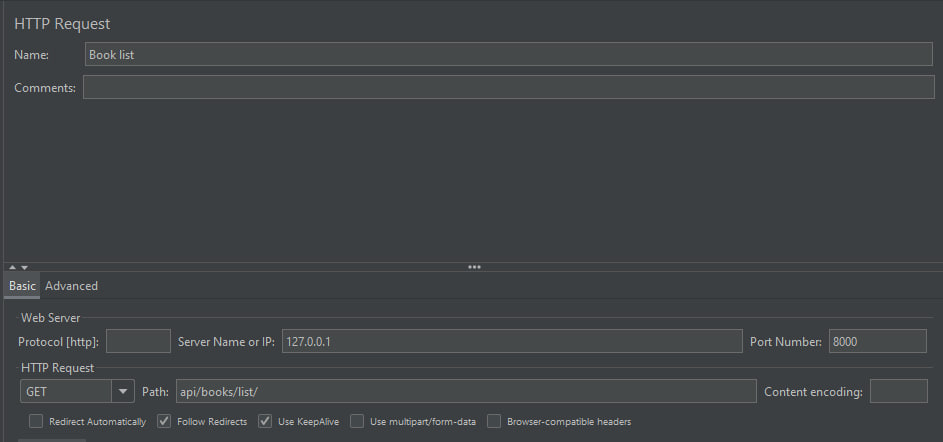 HTTP Request
Name: Book list
Comments:
Basic Advanced
Web Server
Protocol [http]: Server Name or IP: 127.0.0.1 Port Number: 8000
HTTP Request
GET Path: api/books/list/ Content encoding:
Redirect Automatically Follow Redirects Use KeepAlive Use multipart/form-data Browser-compatible headers